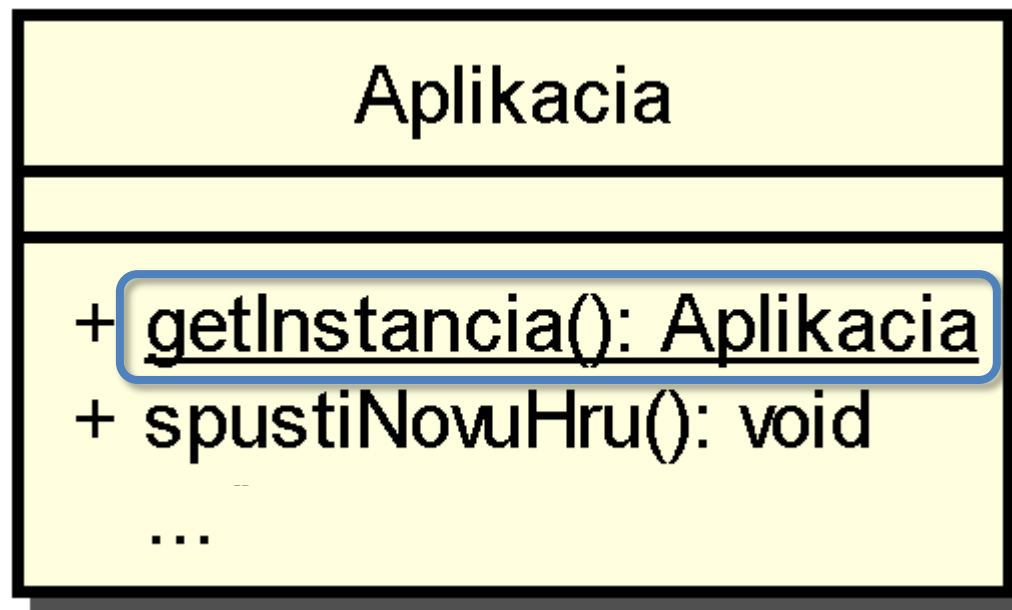 Aplikacia
+ getInstancia(): Aplikacia
+ spustiNovuHru(): void
...